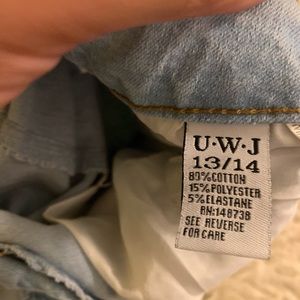 U·W·J
13/14
80%COTTON
15%POLYESTER
5%ELASTANE
RN:148738
SEE REVERSE
FOR CARE